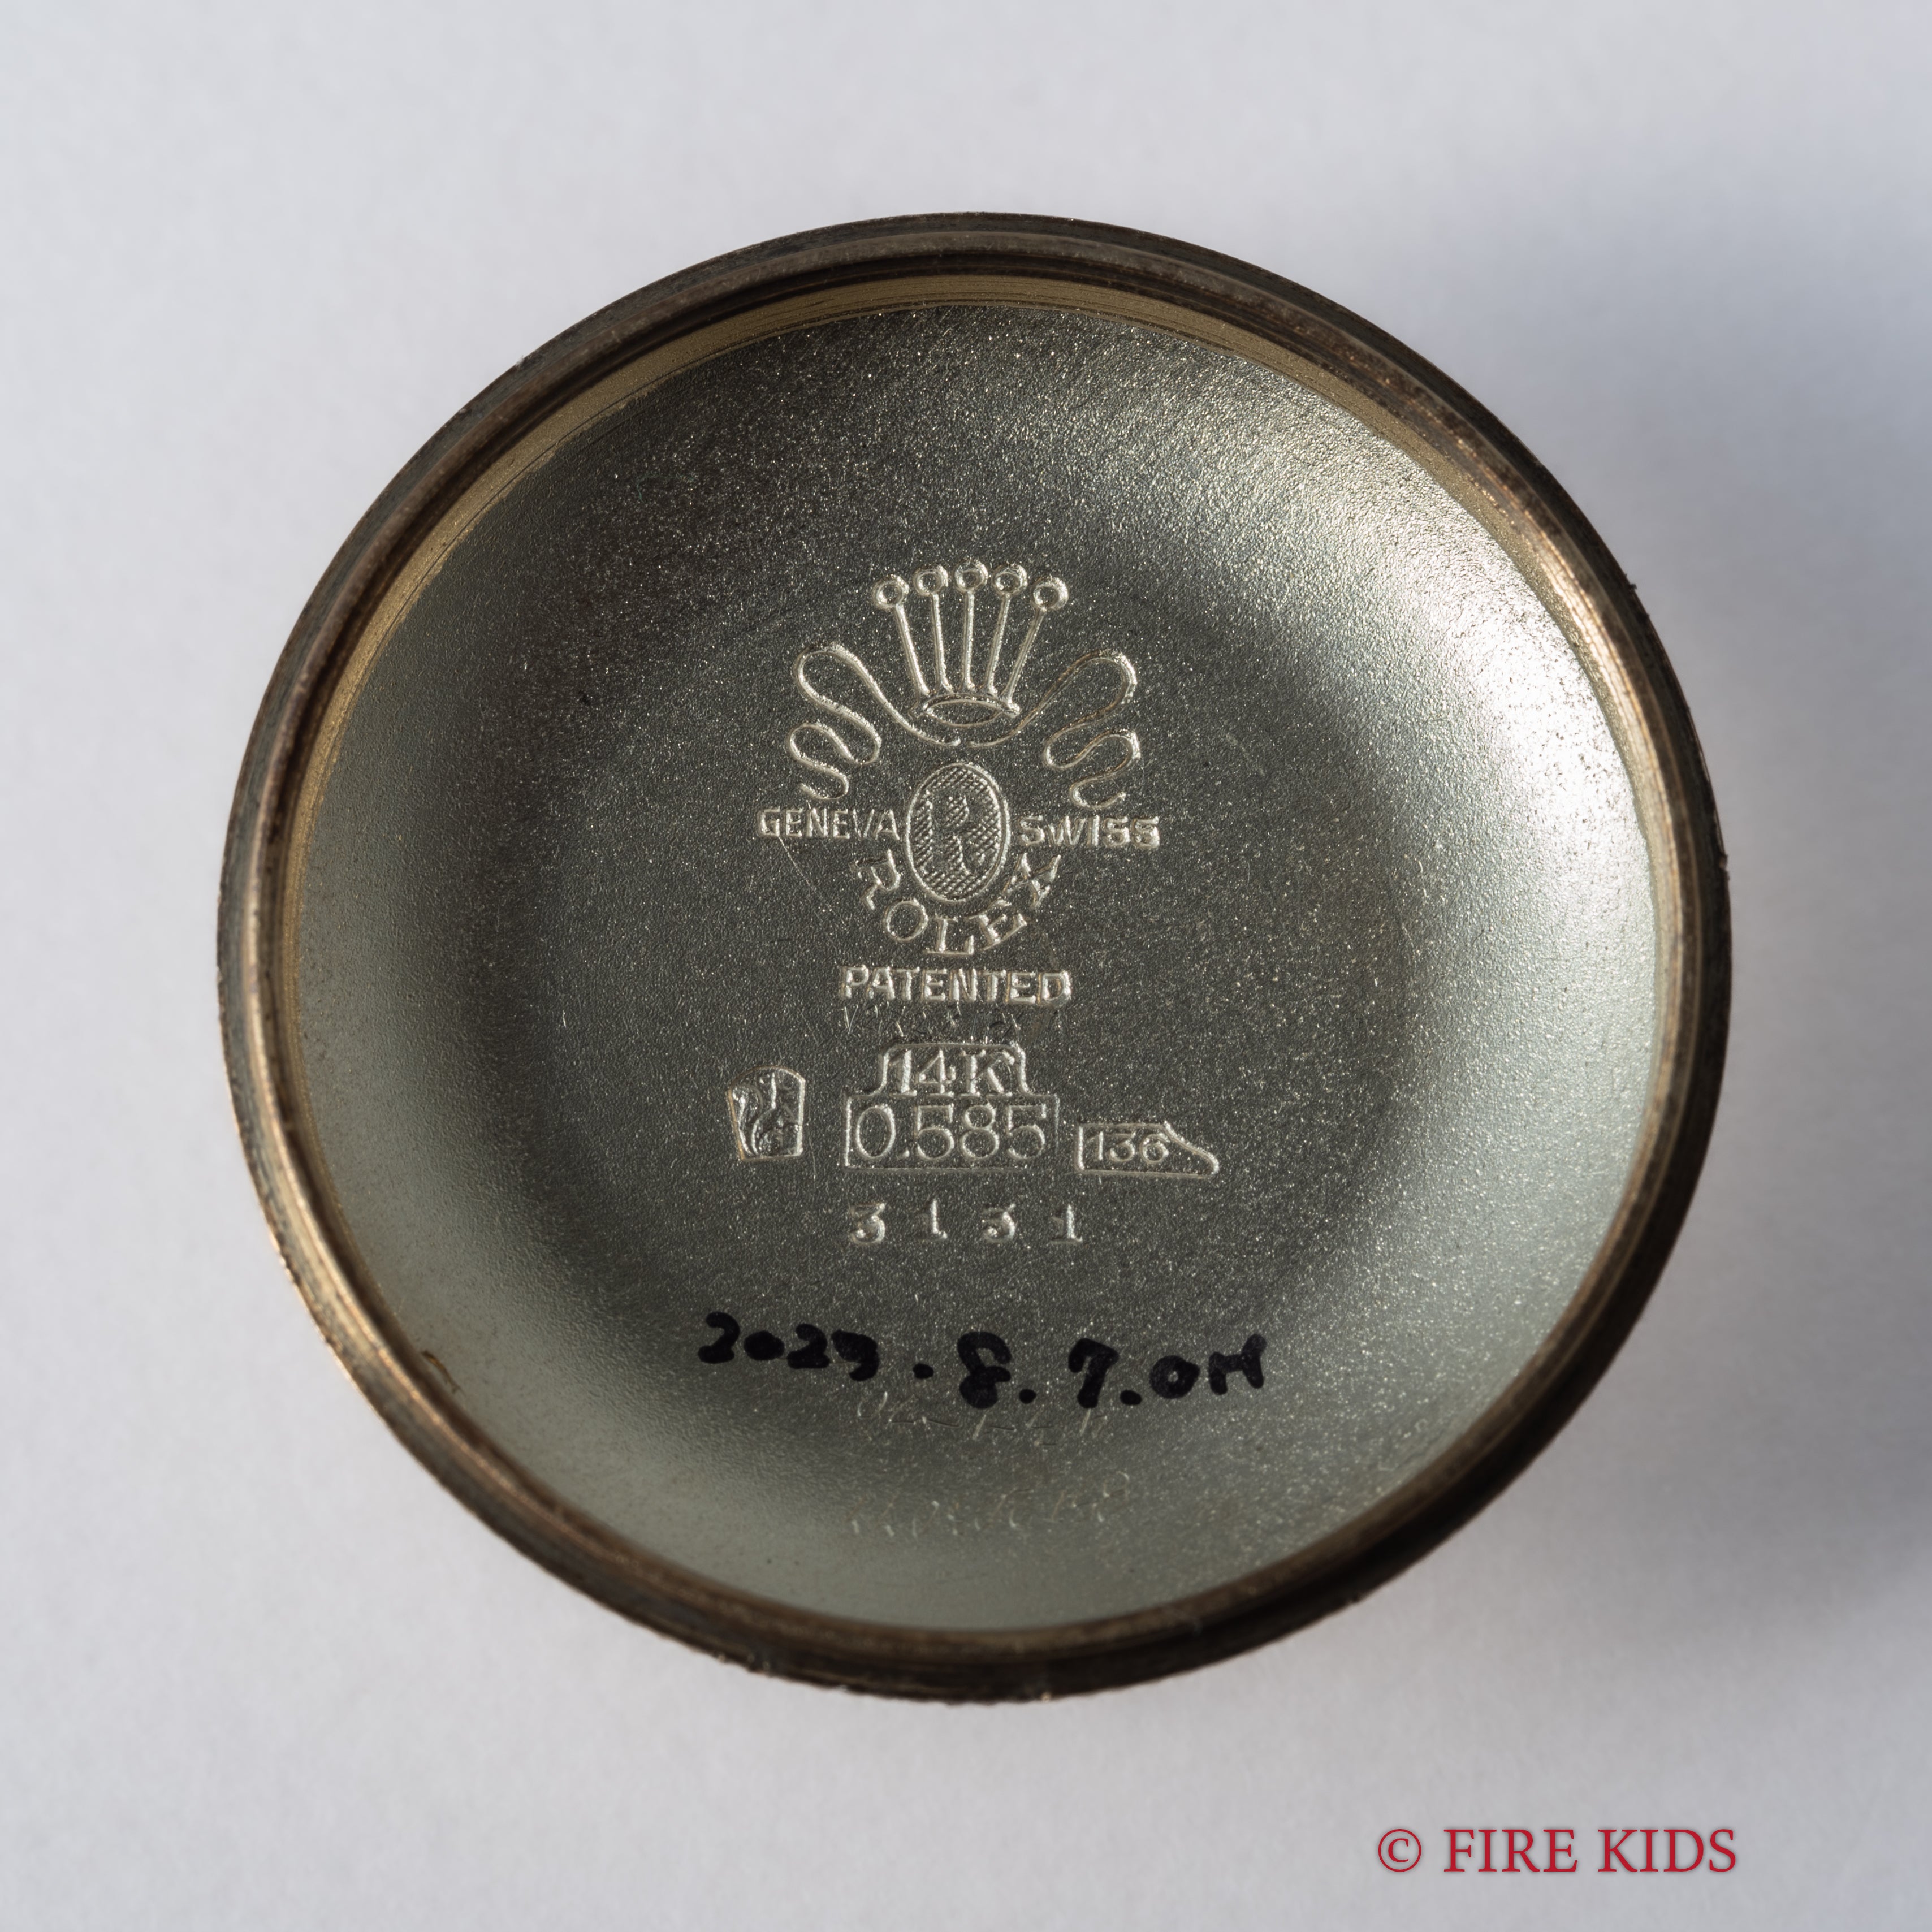 GENEVA R SWISS
ROLEX
PATENTED
14K
0.585 136
3131
2023.8.7.OH
© FIRE KIDS